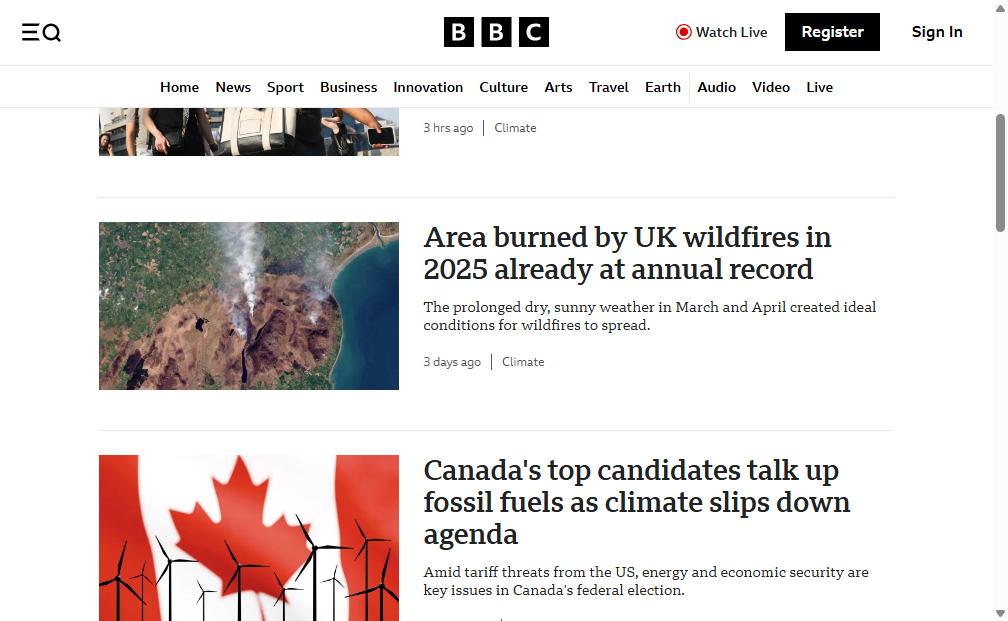 BBC
Watch Live
Register
Sign In
Home News Sport Business Innovation Culture Arts Travel Earth Audio Video Live
3 hrs ago | Climate
Area burned by UK wildfires in
2025 already at annual record
The prolonged dry, sunny weather in March and April created ideal
conditions for wildfires to spread.
3 days ago | Climate
Canada's top candidates talk up
fossil fuels as climate slips down
agenda
Amid tariff threats from the US, energy and economic security are
key issues in Canada's federal election.